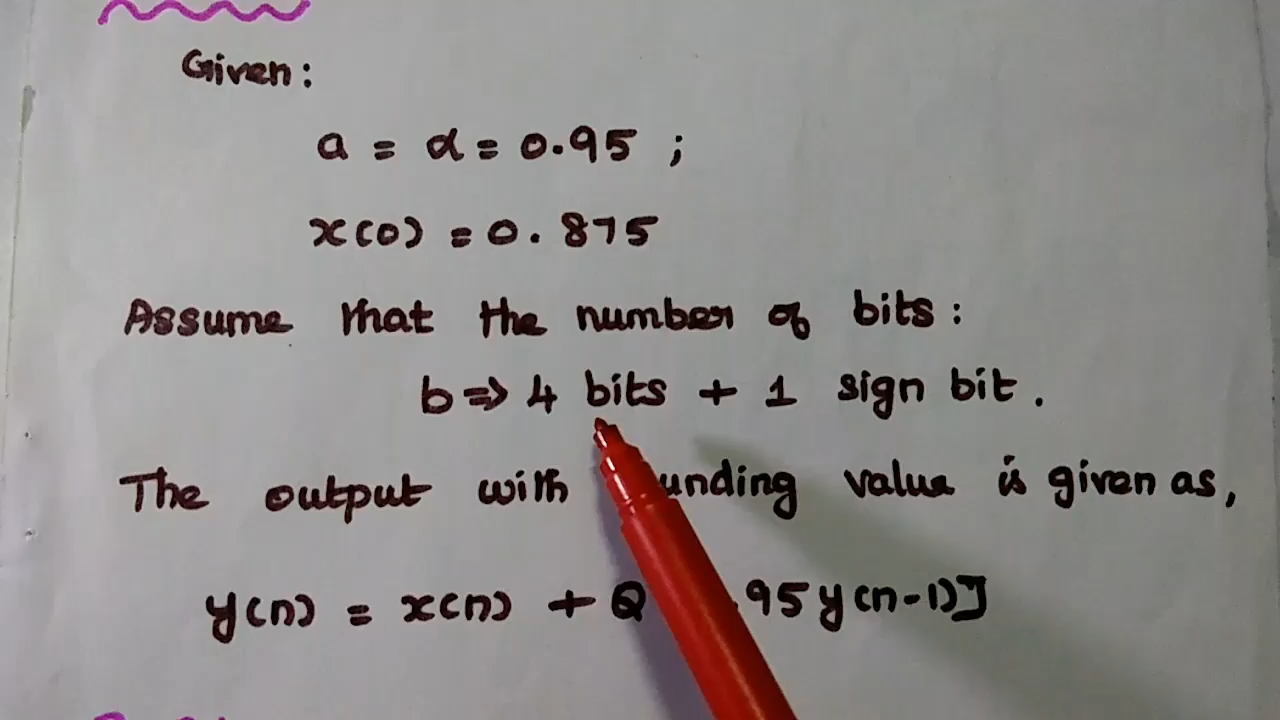 Given:
a = α = 0.95 ;
x(0) = 0.875
Assume that the number of bits :
b ⇒ 4 bits + 1 sign bit .
The output with unding value is given as,
y(n) = x(n) + Q .95 y(n-1)]